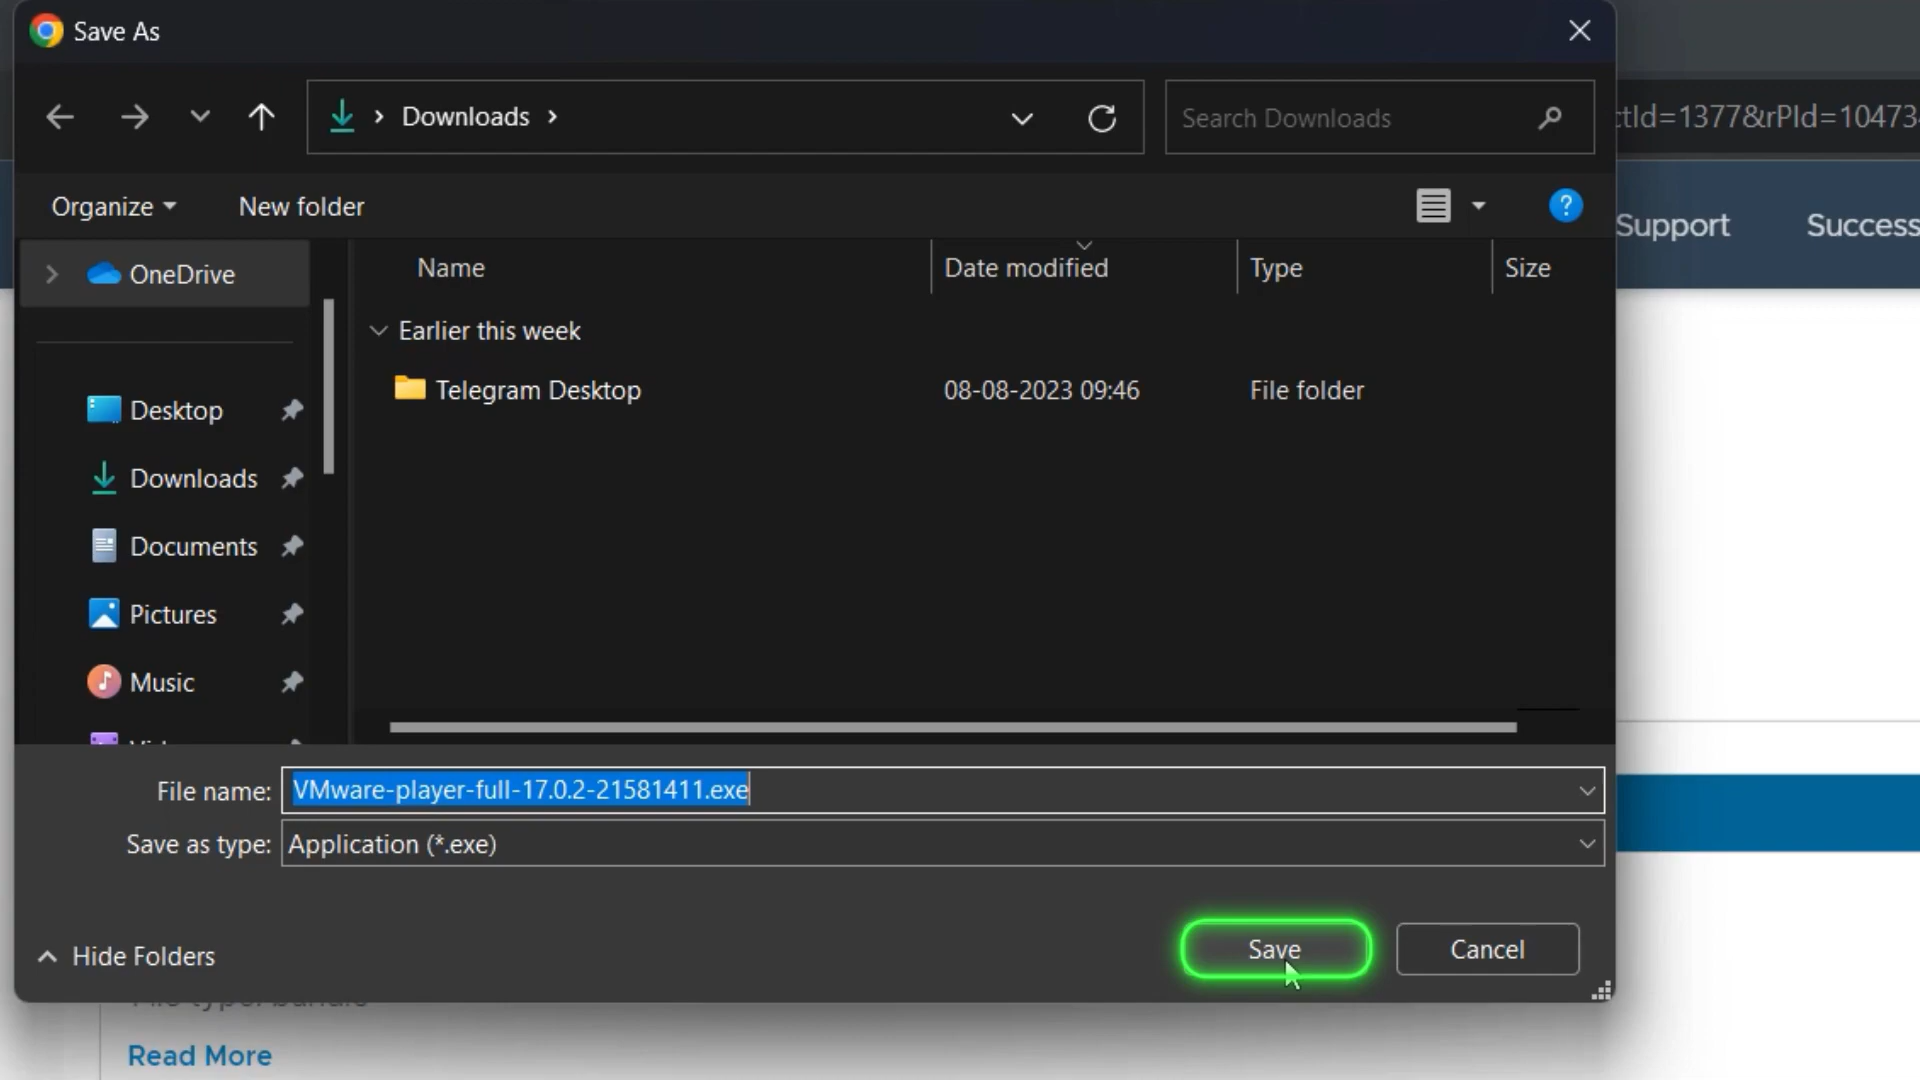 Save As
Downloads
Search Downloads
ctId=1377&rPId=10473
Organize
New folder
?
Support
Success
OneDrive
Name
Date modified
Type
Size
Earlier this week
Telegram Desktop
08-08-2023 09:46
File folder
Desktop
Downloads
Documents
Pictures
Music
File name:
VMware-player-full-17.0.2-21581411.exe
Save as type:
Application (*.exe)
Hide Folders
Save
Cancel
Read More